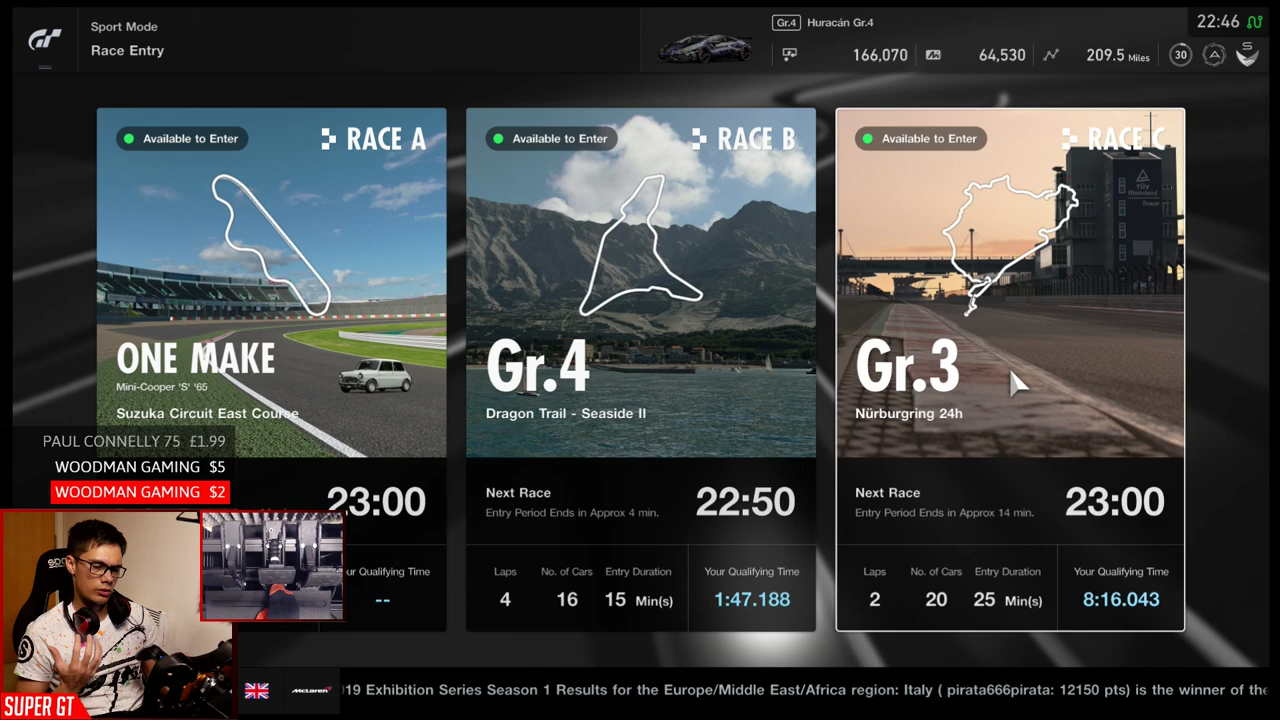 Sport Mode
Race Entry
Gr.4 Huracán Gr.4
22:46
166,070
64,530
209.5 Miles
30
A
S
Available to Enter
RACE A
ONE MAKE
Mini-Cooper 'S' '65
Suzuka Circuit East Course
23:00
ur Qualifying Time
--
Available to Enter
RACE B
Gr.4
Dragon Trail - Seaside II
Next Race
Entry Period Ends in Approx 4 min.
22:50
Laps No. of Cars Entry Duration Your Qualifying Time
4 16 15 Min(s) 1:47.188
Available to Enter
RACE C
TÜV
Rheinland
Tower
Gr.3
Nürburgring 24h
Next Race
Entry Period Ends in Approx 14 min.
23:00
Laps No. of Cars Entry Duration Your Qualifying Time
2 20 25 Min(s) 8:16.043
PAUL CONNELLY 75 £1.99
WOODMAN GAMING $5
WOODMAN GAMING $2
SUPER GT
McLaren
19 Exhibition Series Season 1 Results for the Europe/Middle East/Africa region: Italy ( pirata666pirata: 12150 pts) is the winner of the